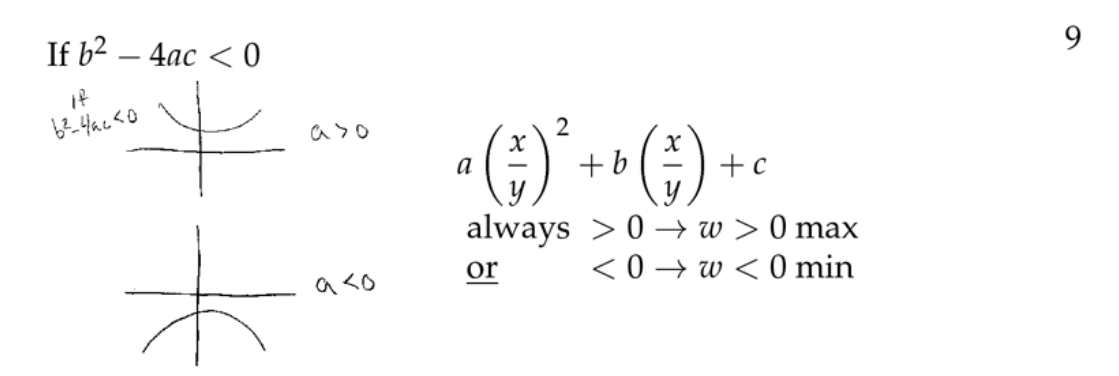 9
If b² − 4ac < 0
If
b²-4ac<0
a>0
a(x/y)² + b(x/y) + c
always > 0 → w > 0 max
or < 0 → w < 0 min
a<0